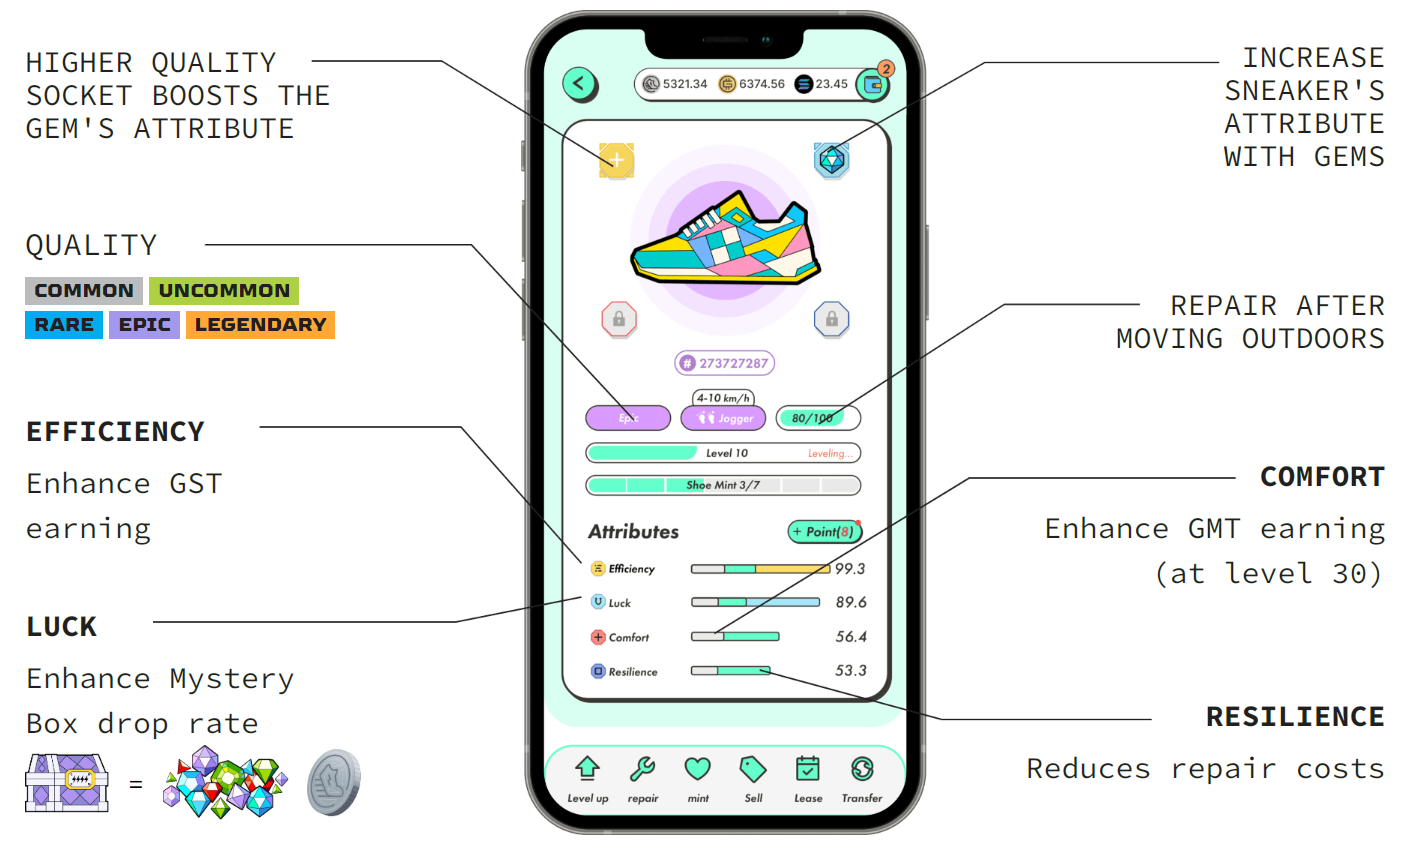 HIGHER QUALITY
SOCKET BOOSTS THE
GEM'S ATTRIBUTE
QUALITY
COMMON
UNCOMMON
RARE
EPIC
LEGENDARY
EFFICIENCY
Enhance GST
earning
LUCK
Enhance Mystery
Box drop rate
=
5321.34
6374.56
23.45
2
# 273727287
4-10 km/h
Epic
Jogger
80/100
Level 10
Leveling...
Shoe Mint 3/7
Attributes
+ Point(8)
Efficiency
99.3
Luck
89.6
Comfort
56.4
Resilience
53.3
Level up
repair
mint
Sell
Lease
Transfer
INCREASE
SNEAKER'S
ATTRIBUTE
WITH GEMS
REPAIR AFTER
MOVING OUTDOORS
COMFORT
Enhance GMT earning
(at level 30)
RESILIENCE
Reduces repair costs